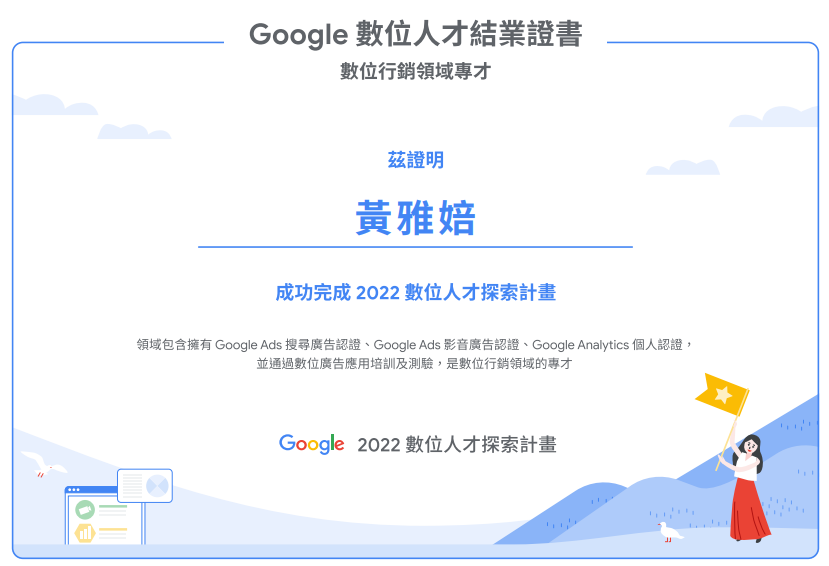 Google 數位人才結業證書
數位行銷領域專才
茲證明
黃雅婄
成功完成 2022 數位人才探索計畫
領域包含擁有 Google Ads 搜尋廣告認證、Google Ads 影音廣告認證、Google Analytics 個人認證，
並通過數位廣告應用培訓及測驗，是數位行銷領域的專才
Google 2022 數位人才探索計畫